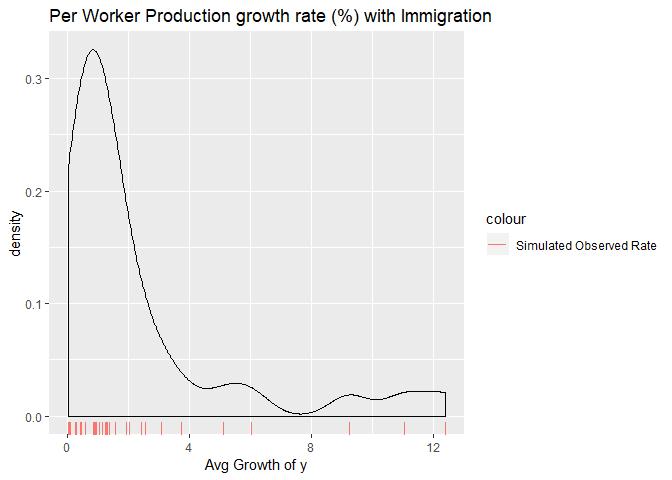 Per Worker Production growth rate (%) with Immigration
0.3
0.2
0.1
0.0
density
0
4
8
12
Avg Growth of y
colour
Simulated Observed Rate